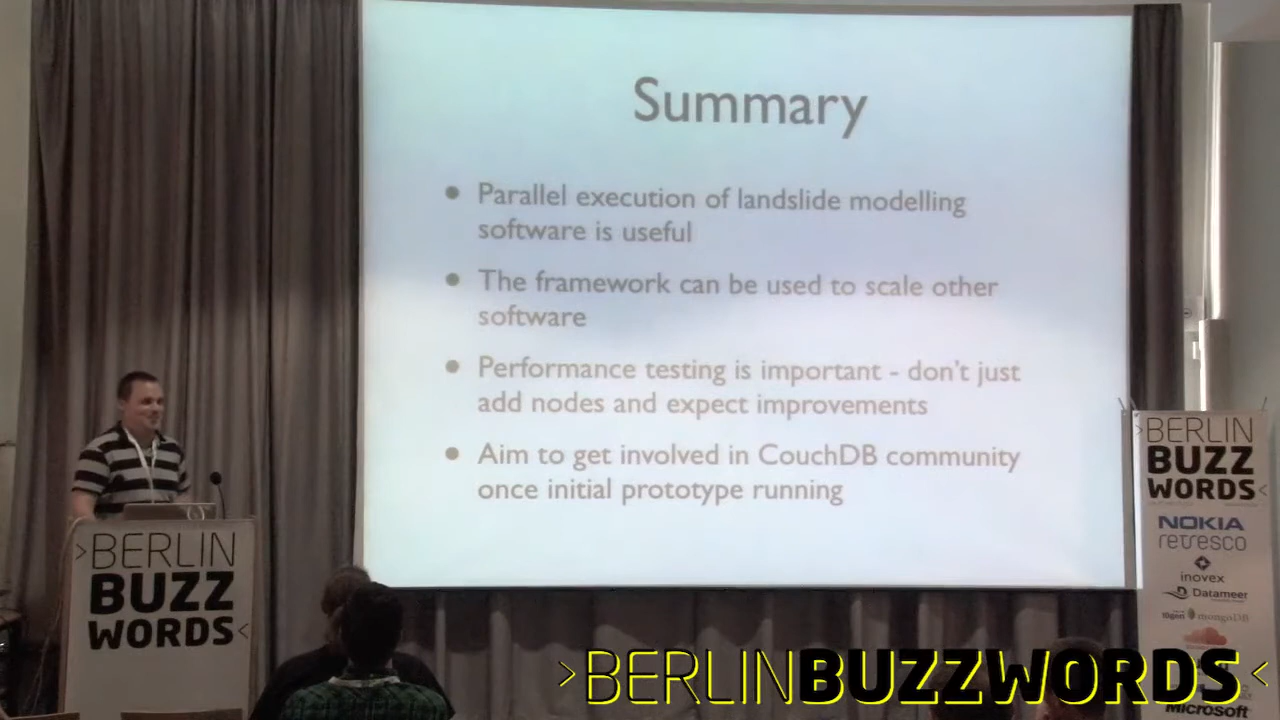 Summary
Parallel execution of landslide modelling
software is useful
The framework can be used to scale other
software
Performance testing is important - don't just
add nodes and expect improvements
Aim to get involved in CouchDB community
once initial prototype running
>BERLIN
BUZZ
WORDS<
>BERLIN
BUZZ
WORDS<
NOKIA
retresco
inovex
Datameer
10gen mongoDB
Microsoft
>BERLINBUZZWORDS<